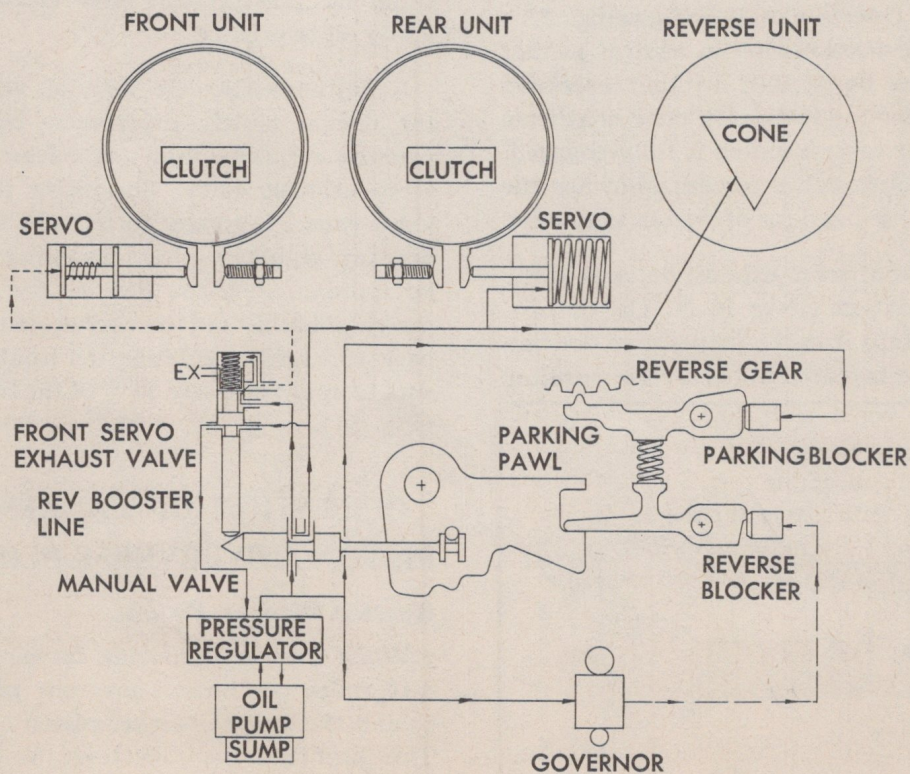 FRONT UNIT
REAR UNIT
REVERSE UNIT
CLUTCH
CLUTCH
CONE
SERVO
SERVO
EX
REVERSE GEAR
FRONT SERVO
EXHAUST VALVE
PARKING
PAWL
PARKING BLOCKER
REV BOOSTER
LINE
MANUAL VALVE
REVERSE
BLOCKER
PRESSURE
REGULATOR
OIL
PUMP
SUMP
GOVERNOR